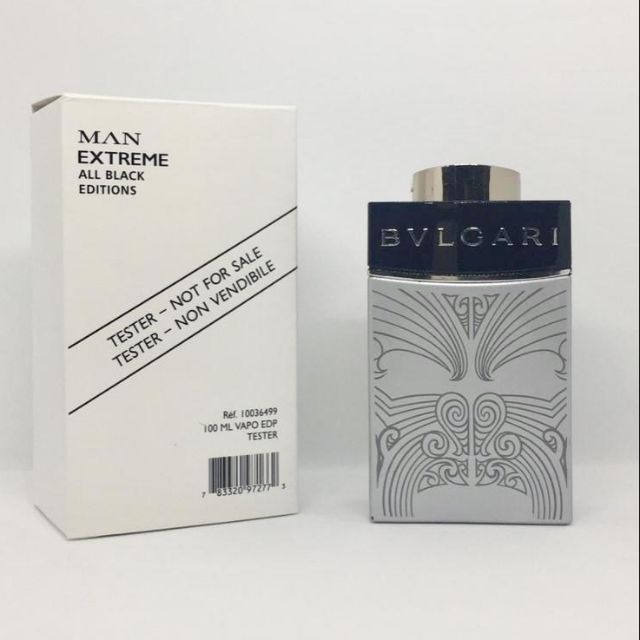 MAN
EXTREME
ALL BLACK
EDITIONS
TESTER - NOT FOR SALE
TESTER - NON VENDIBILE
Réf. 10036499
100 ML VAPO EDP
TESTER
7 83320 97277 3
BVLGARI